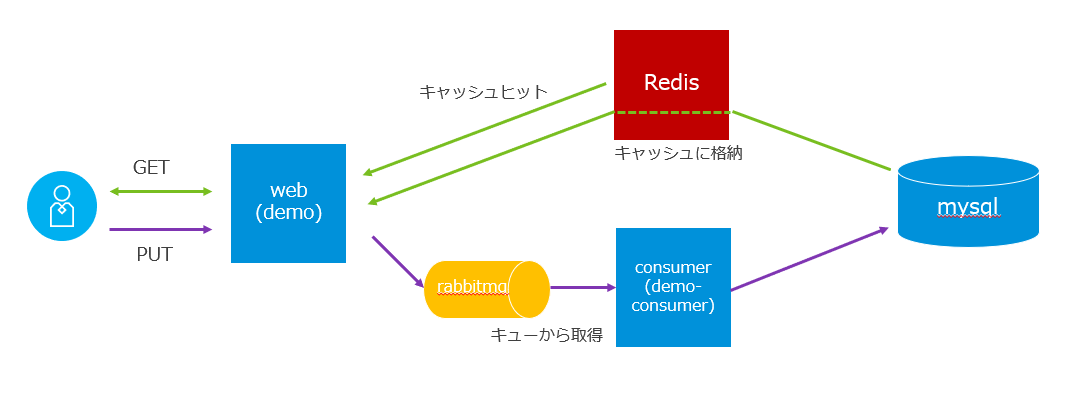 Redis
キャッシュヒット
キャッシュに格納
GET
web
(demo)
mysql
PUT
consumer
(demo-
consumer)
rabbitmq
キューから取得